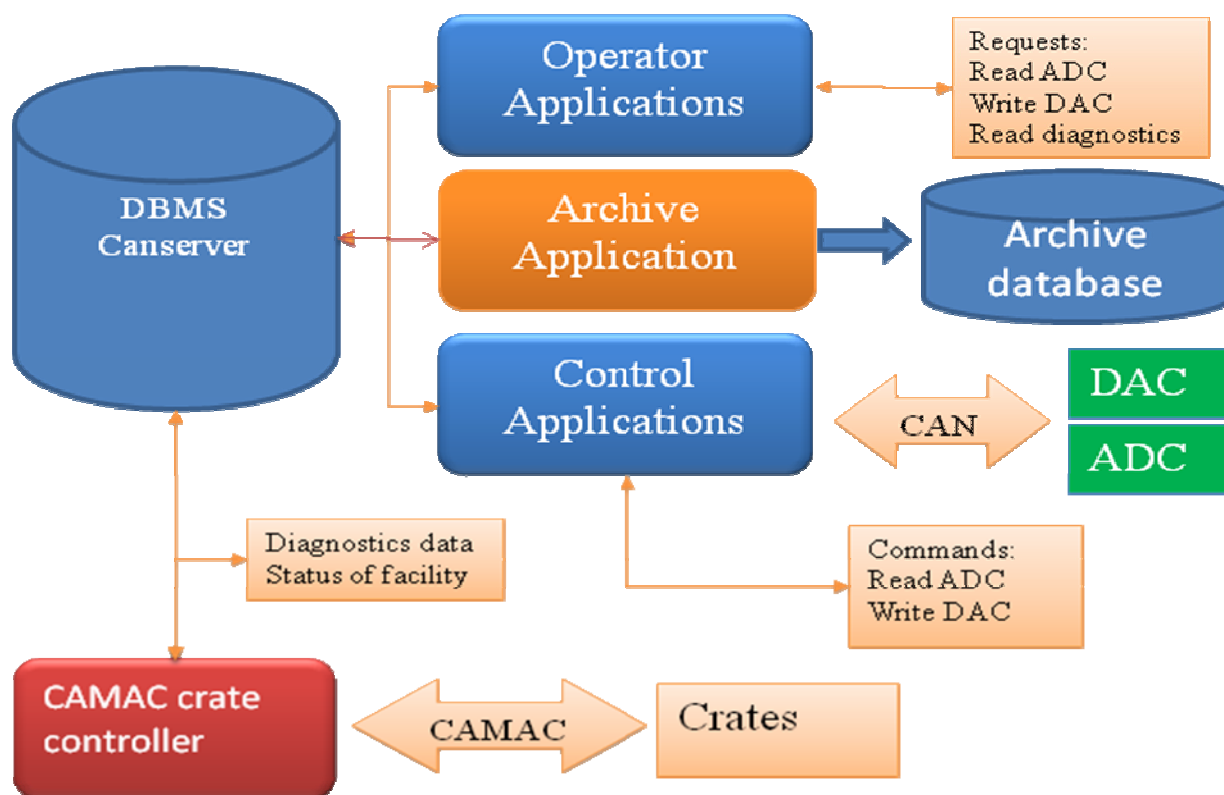 Operator
Applications
Requests:
Read ADC
Write DAC
Read diagnostics
DBMS
Canserver
Archive
Application
Archive
database
Control
Applications
CAN
DAC
ADC
Diagnostics data
Status of facility
Commands:
Read ADC
Write DAC
CAMAC crate
controller
CAMAC
Crates